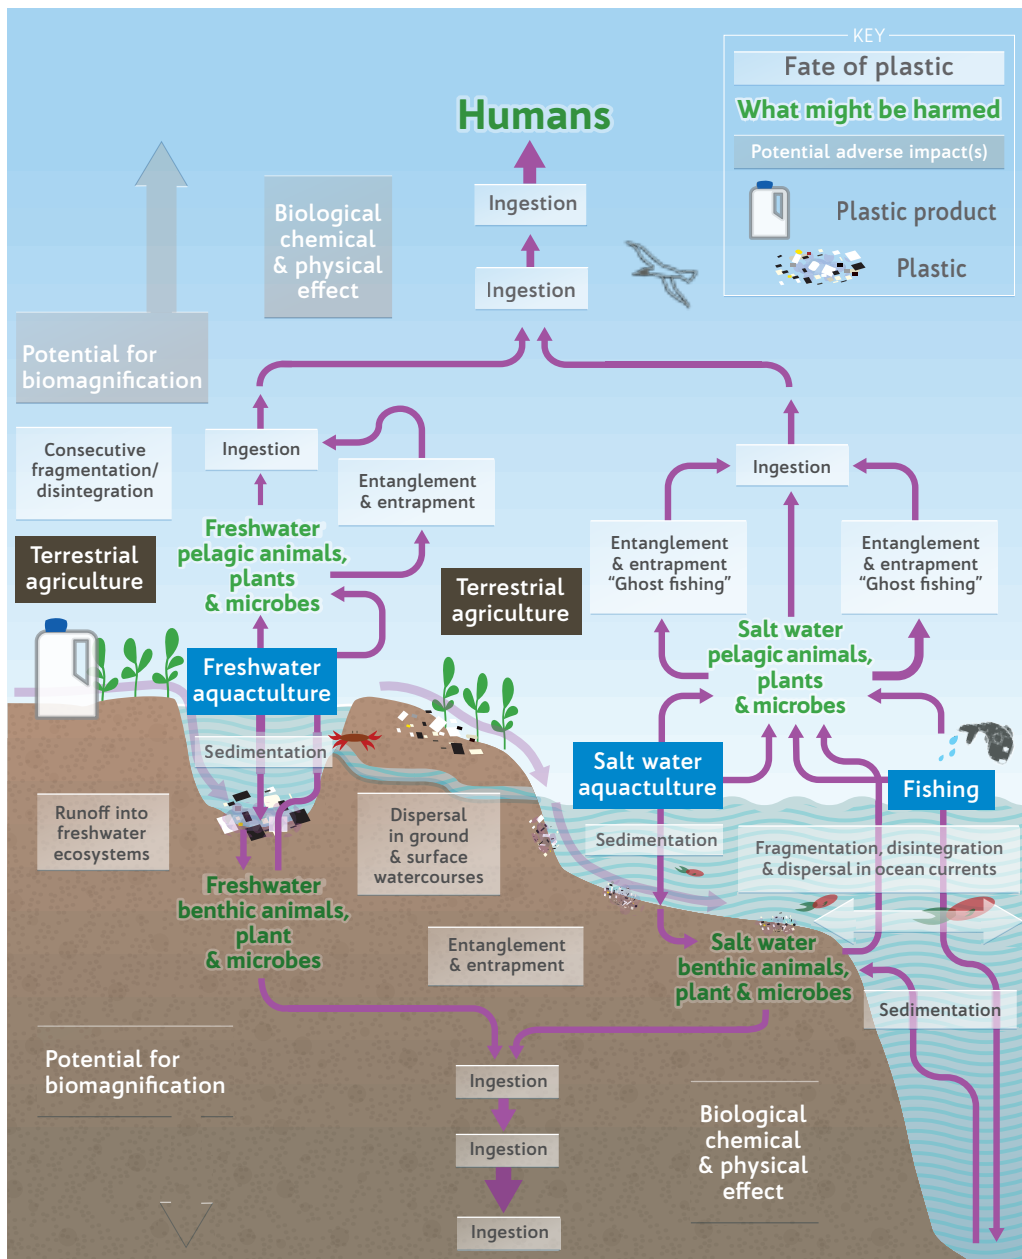 KEY
Fate of plastic
What might be harmed
Potential adverse impact(s)
Plastic product
Plastic
Humans
Ingestion
Ingestion
Biological
chemical
& physical
effect
Potential for
biomagnification
Consecutive
fragmentation/
disintegration
Ingestion
Entanglement
& entrapment
Ingestion
Freshwater
pelagic animals,
plants
& microbes
Entanglement
& entrapment
“Ghost fishing”
Entanglement
& entrapment
“Ghost fishing”
Terrestrial
agriculture
Terrestrial
agriculture
Salt water
pelagic animals,
plants
& microbes
Freshwater
aquactulture
Sedimentation
Salt water
aquactulture
Fishing
Runoff into
freshwater
ecosystems
Dispersal
in ground
& surface
watercourses
Sedimentation
Fragmentation, disintegration
& dispersal in ocean currents
Freshwater
benthic animals,
plant
& microbes
Entanglement
& entrapment
Salt water
benthic animals,
plant & microbes
Sedimentation
Potential for
biomagnification
Ingestion
Ingestion
Ingestion
Biological
chemical
& physical
effect